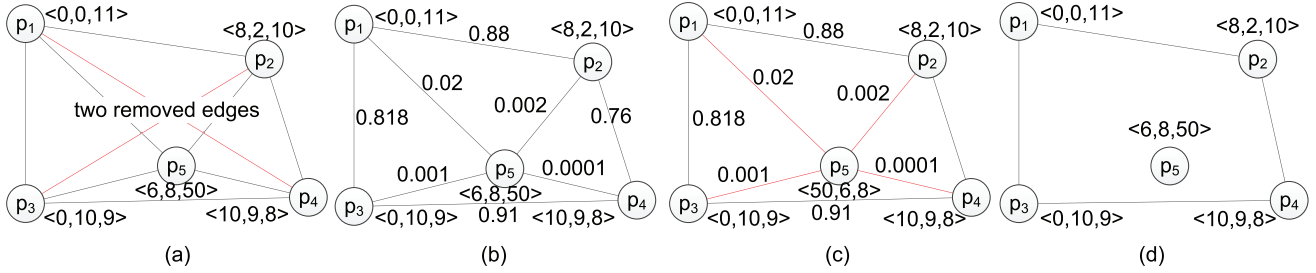 p1 <0,0,11>
<8,2,10>
p2
two removed edges
p5
<6,8,50>
p3
<0,10,9>
p4
<10,9,8>
(a)
p1 <0,0,11>
0.88
<8,2,10>
p2
0.02
0.002
0.818
0.76
p5
0.001
0.0001
<6,8,50>
p3
<0,10,9>
0.91
<10,9,8>
p4
(b)
p1 <0,0,11>
0.88
<8,2,10>
p2
0.02
0.002
0.818
p5
0.001
0.0001
<50,6,8>
p3
<0,10,9>
0.91
<10,9,8>
p4
(c)
p1 <0,0,11>
<8,2,10>
p2
<6,8,50>
p5
p3
<0,10,9>
<10,9,8>
p4
(d)